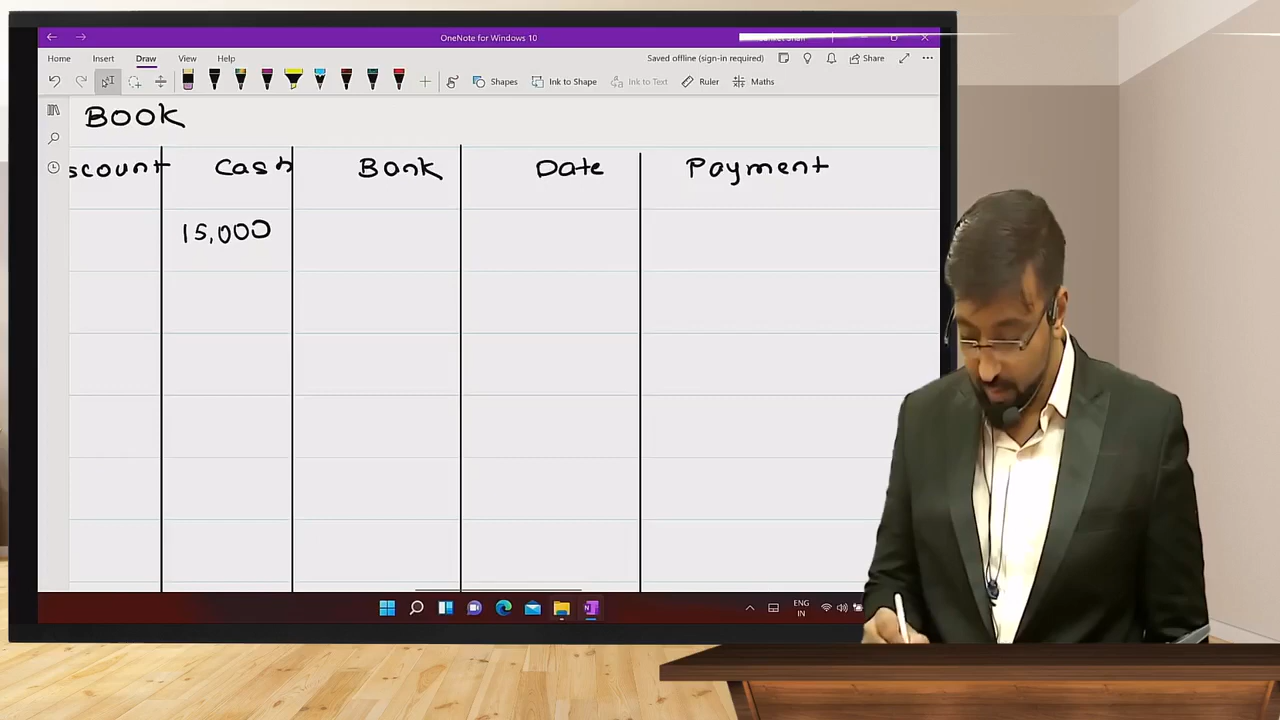 OneNote for Windows 10
Home Insert Draw View Help Saved offline (sign-in required) Share
Shapes Ink to Shape Ink to Text Ruler Maths
BOOK
scount Cash Bank Date Payment
15,000
ENG
IN